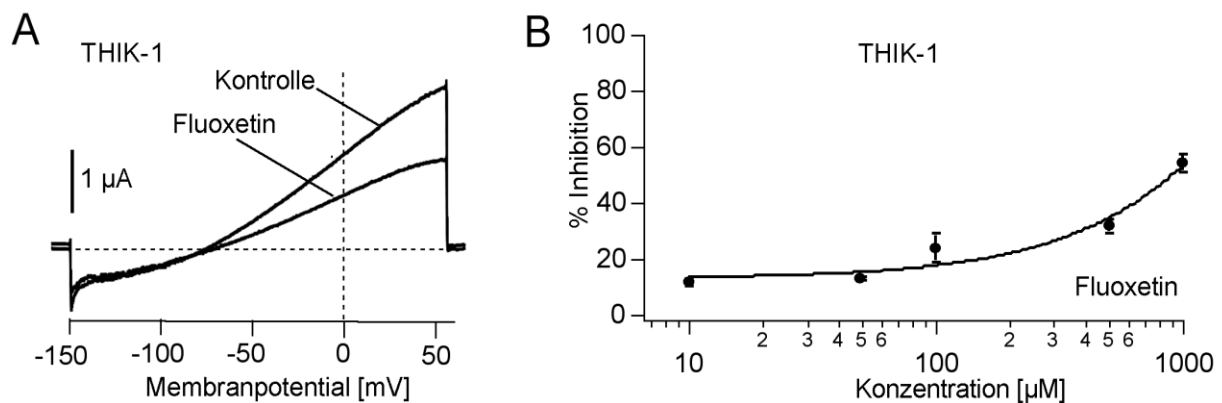 A
THIK-1
Kontrolle
Fluoxetin
1 µA
-150 -100 -50 0 50
Membranpotential [mV]
B
THIK-1
100
80
60
40
20
0
% Inhibition
Fluoxetin
2 3 4 5 6 2 3 4 5 6
10 100 1000
Konzentration [µM]